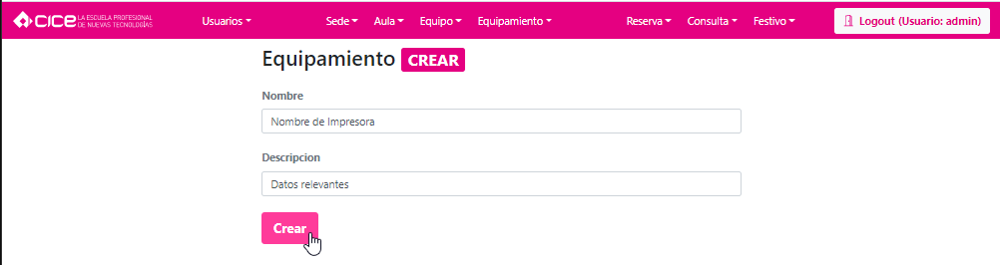 CICE LA ESCUELA PROFESIONAL
DE NUEVAS TECNOLOGÍAS
Usuarios Sede Aula Equipo Equipamiento Reserva Consulta Festivo Logout (Usuario: admin)
Equipamiento CREAR
Nombre
Nombre de Impresora
Descripcion
Datos relevantes
Crear